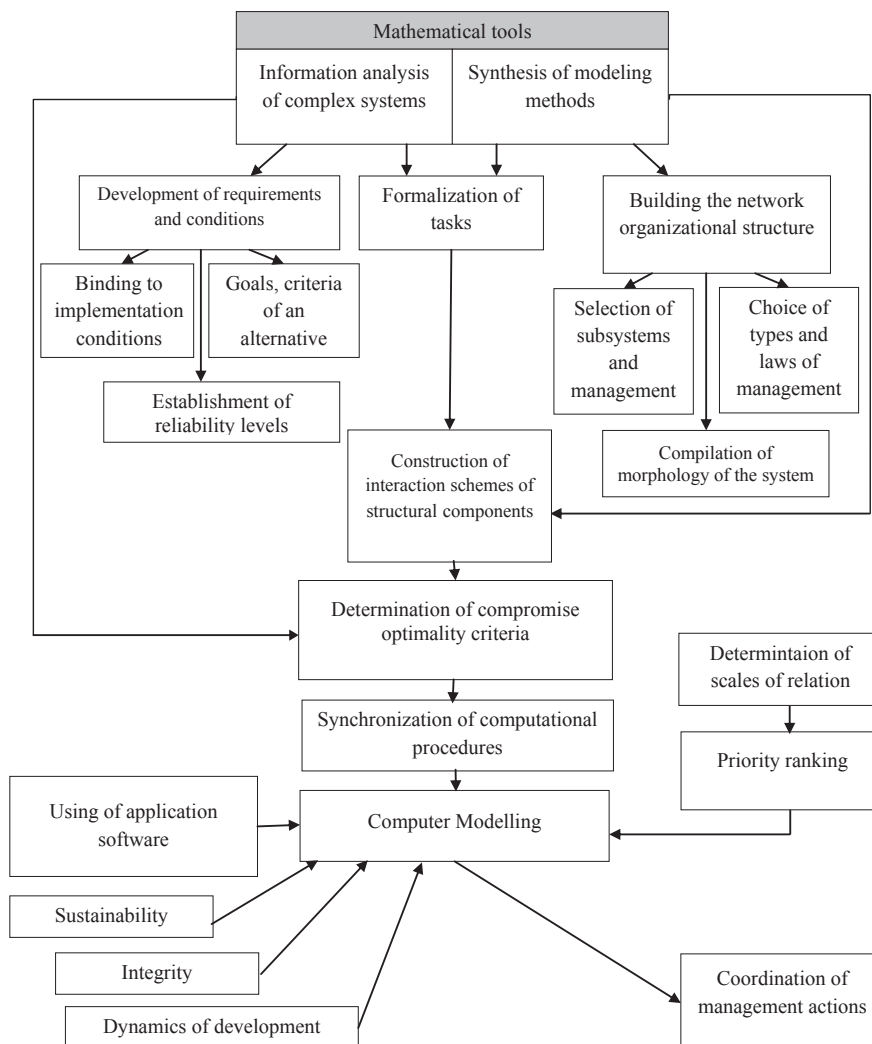 Mathematical tools
Information analysis
of complex systems
Synthesis of modeling
methods
Development of requirements
and conditions
Formalization of
tasks
Building the network
organizational structure
Binding to
implementation
conditions
Goals, criteria
of an
alternative
Selection of
subsystems
and
management
Choice of
types and
laws of
management
Establishment of
reliability levels
Compilation of
morphology of the system
Construction of
interaction schemes of
structural components
Determination of compromise
optimality criteria
Determintaion of
scales of relation
Synchronization of computational
procedures
Priority ranking
Using of application
software
Computer Modelling
Sustainability
Integrity
Dynamics of development
Coordination of
management actions